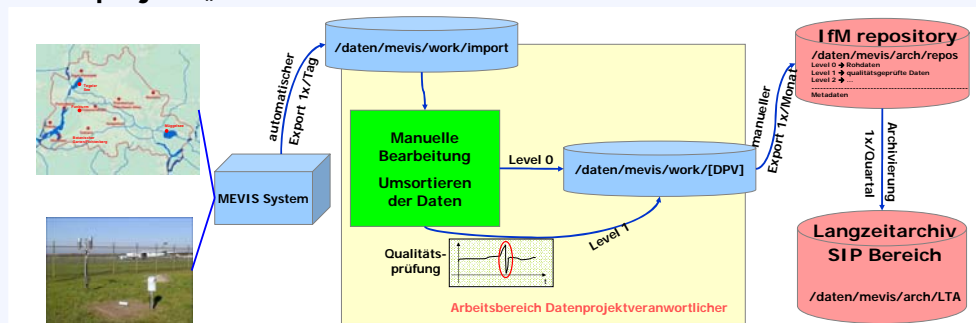 automatischer
Export 1x/Tag
/daten/mevis/work/import
MEVIS System
Manuelle
Bearbeitung
Umsortieren
der Daten
Level 0
/daten/mevis/work/[DPV]
Level 1
Qualitäts-
prüfung
t
Arbeitsbereich Datenprojektverantwortlicher
manueller
Export 1x/Monat
IfM repository
/daten/mevis/arch/repos
Level 0 → Rohdaten
Level 1 → qualitätsgeprüfte Daten
Level 2 → ...
Metadaten
Archivierung
1x/Quartal
Langzeitarchiv
SIP Bereich
/daten/mevis/arch/LTA